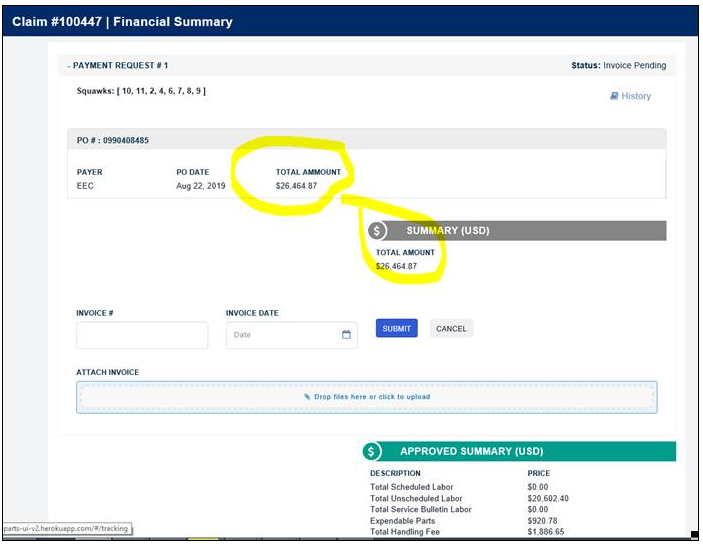 Claim #100447 | Financial Summary
- PAYMENT REQUEST # 1 Status: Invoice Pending
Squawks: [ 10, 11, 2, 4, 6, 7, 8, 9 ]
History
PO # : 0990408485
PAYER PO DATE TOTAL AMMOUNT
EEC Aug 22, 2019 $26,464.87
$ SUMMARY (USD)
TOTAL AMOUNT
$26,464.87
INVOICE # INVOICE DATE
Date SUBMIT CANCEL
ATTACH INVOICE
Drop files here or click to upload
$ APPROVED SUMMARY (USD)
DESCRIPTION PRICE
Total Scheduled Labor $0.00
Total Unscheduled Labor $20,602.40
Total Service Bulletin Labor $0.00
Expendable Parts $920.78
Total Handling Fee $1,886.65
parts-ui-v2.herokuapp.com/#/tracking